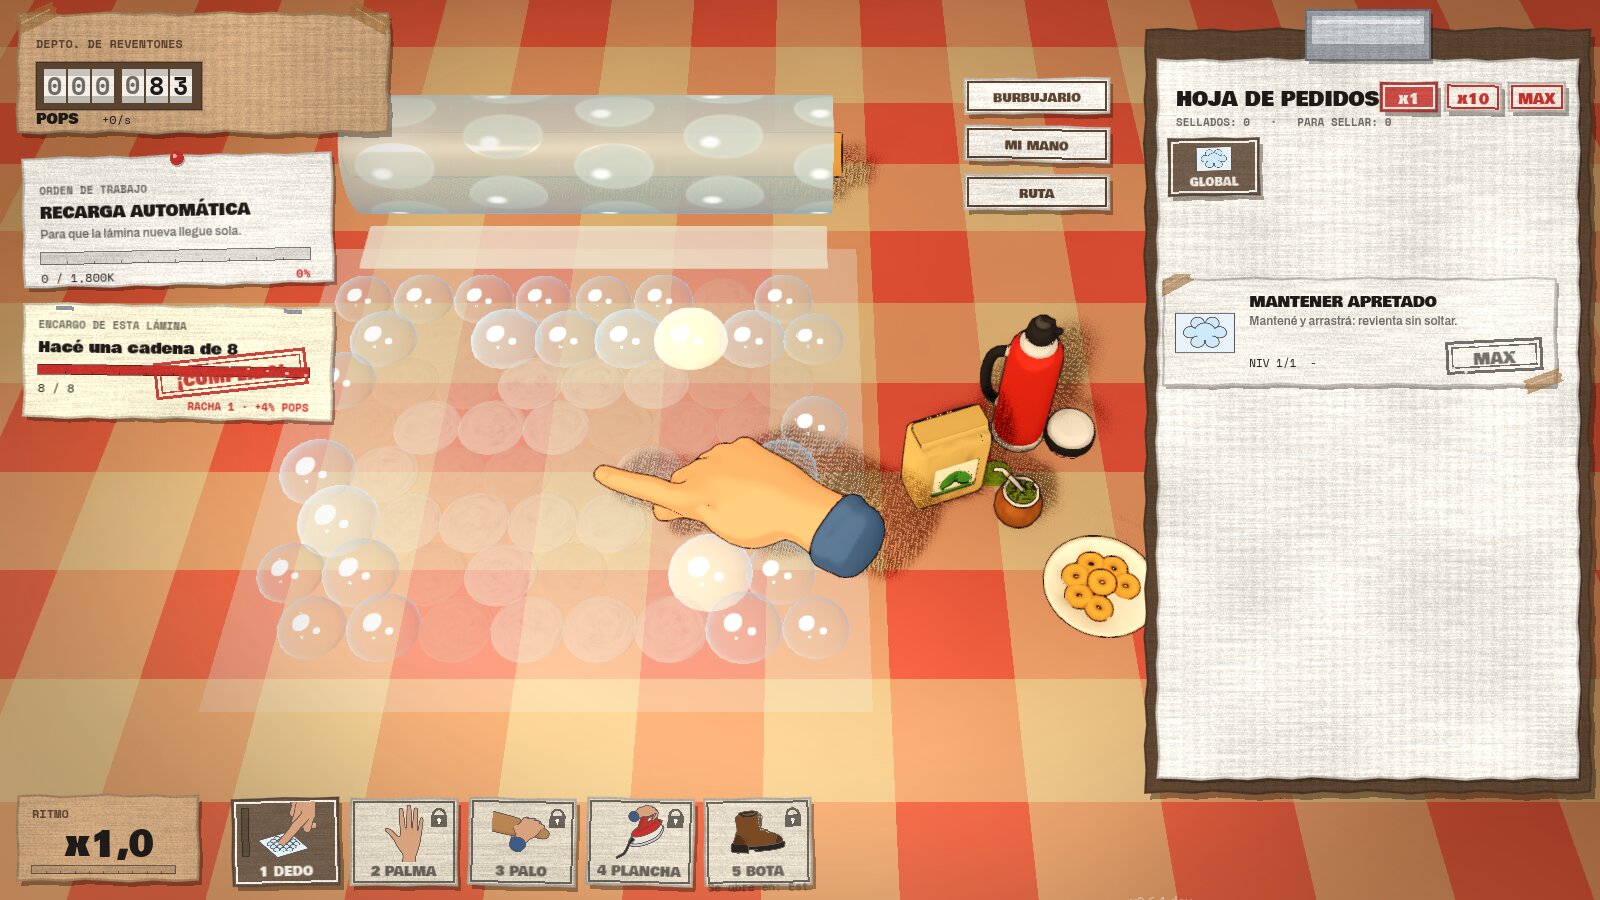 DEPTO. DE REVENTONES
000083
POPS +0/s
ORDEN DE TRABAJO
RECARGA AUTOMÁTICA
Para que la lámina nueva llegue sola.
0 / 1.800K 0%
ENCARGO DE ESTA LÁMINA
Hacé una cadena de 8
8 / 8
RACHA 1 · +4% POPS
BURBUJARIO
MI MANO
RUTA
HOJA DE PEDIDOS x1 x10 MAX
SELLADOS: 0 · PARA SELLAR: 0
GLOBAL
MANTENER APRETADO
Mantené y arrastrá: revienta sin soltar.
NIV 1/1 -
MAX
RITMO
x1,0
1 DEDO
2 PALMA
3 PALO
4 PLANCHA
5 BOTA